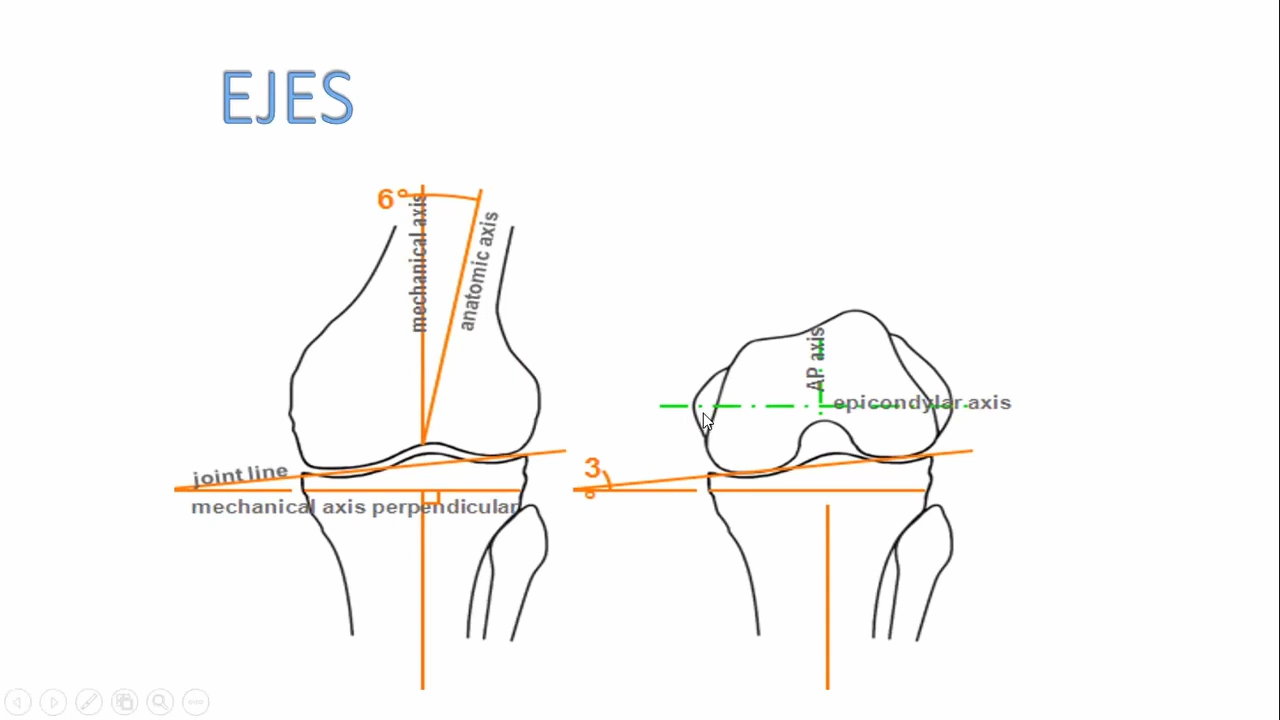 EJES
6°
mechanical axis
anatomic axis
joint line
mechanical axis perpendicular
AP axis
epicondylar axis
3
°